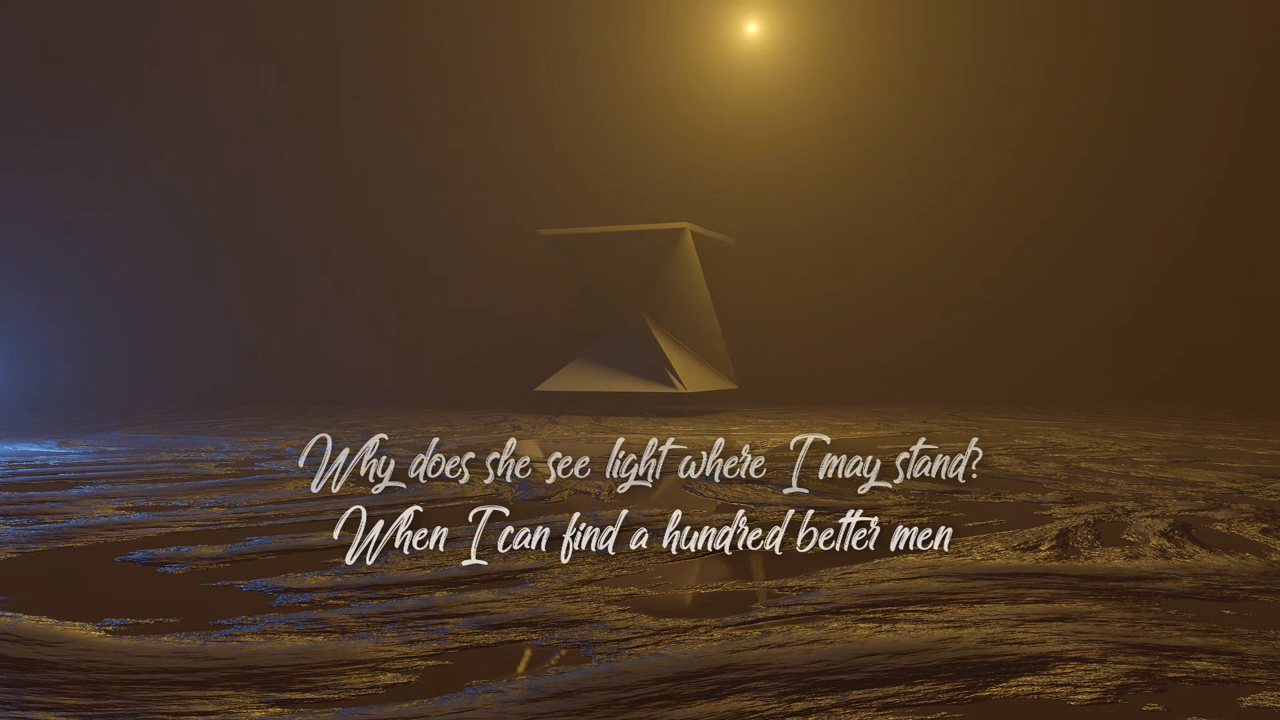 Why does she see light where I may stand?
When I can find a hundred better men